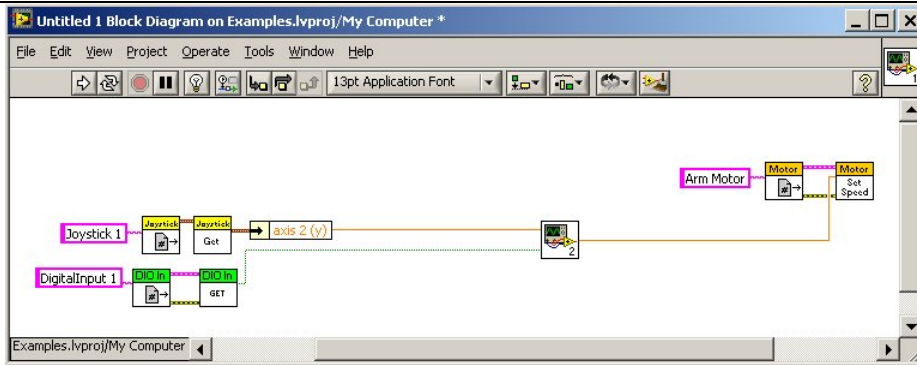 Untitled 1 Block Diagram on Examples.lvproj/My Computer *
File Edit View Project Operate Tools Window Help
13pt Application Font
1
Arm Motor
Motor
Motor
Set
Speed
Joystick 1
Joystick
Joystick
Get
axis 2 (y)
2
DigitalInput 1
DIO In
DIO In
GET
Examples.lvproj/My Computer